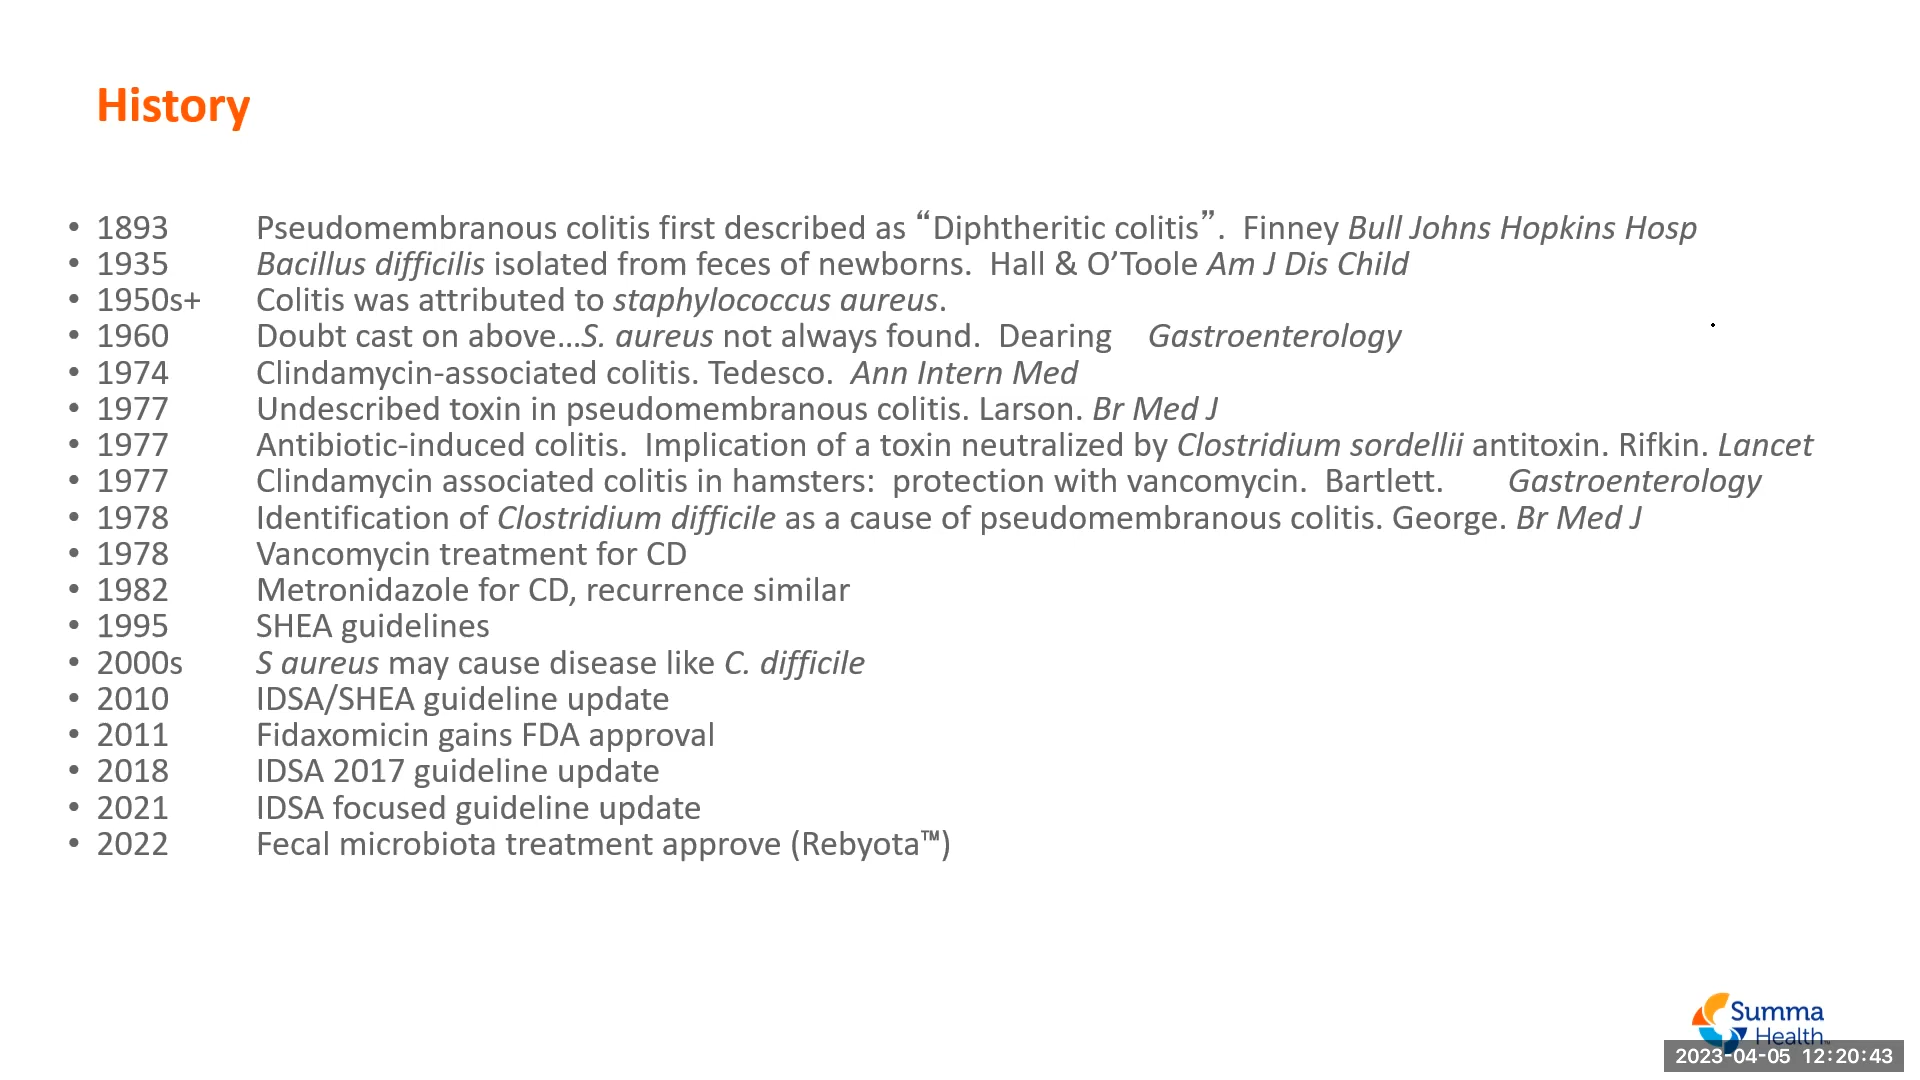 History
• 1893 Pseudomembranous colitis first described as “Diphtheritic colitis”. Finney Bull Johns Hopkins Hosp
• 1935 Bacillus difficilis isolated from feces of newborns. Hall & O’Toole Am J Dis Child
• 1950s+ Colitis was attributed to staphylococcus aureus.
• 1960 Doubt cast on above...S. aureus not always found. Dearing Gastroenterology
• 1974 Clindamycin-associated colitis. Tedesco. Ann Intern Med
• 1977 Undescribed toxin in pseudomembranous colitis. Larson. Br Med J
• 1977 Antibiotic-induced colitis. Implication of a toxin neutralized by Clostridium sordellii antitoxin. Rifkin. Lancet
• 1977 Clindamycin associated colitis in hamsters: protection with vancomycin. Bartlett. Gastroenterology
• 1978 Identification of Clostridium difficile as a cause of pseudomembranous colitis. George. Br Med J
• 1978 Vancomycin treatment for CD
• 1982 Metronidazole for CD, recurrence similar
• 1995 SHEA guidelines
• 2000s S aureus may cause disease like C. difficile
• 2010 IDSA/SHEA guideline update
• 2011 Fidaxomicin gains FDA approval
• 2018 IDSA 2017 guideline update
• 2021 IDSA focused guideline update
• 2022 Fecal microbiota treatment approve (Rebyota™)
Summa
Health
2023-04-05 12:20:43